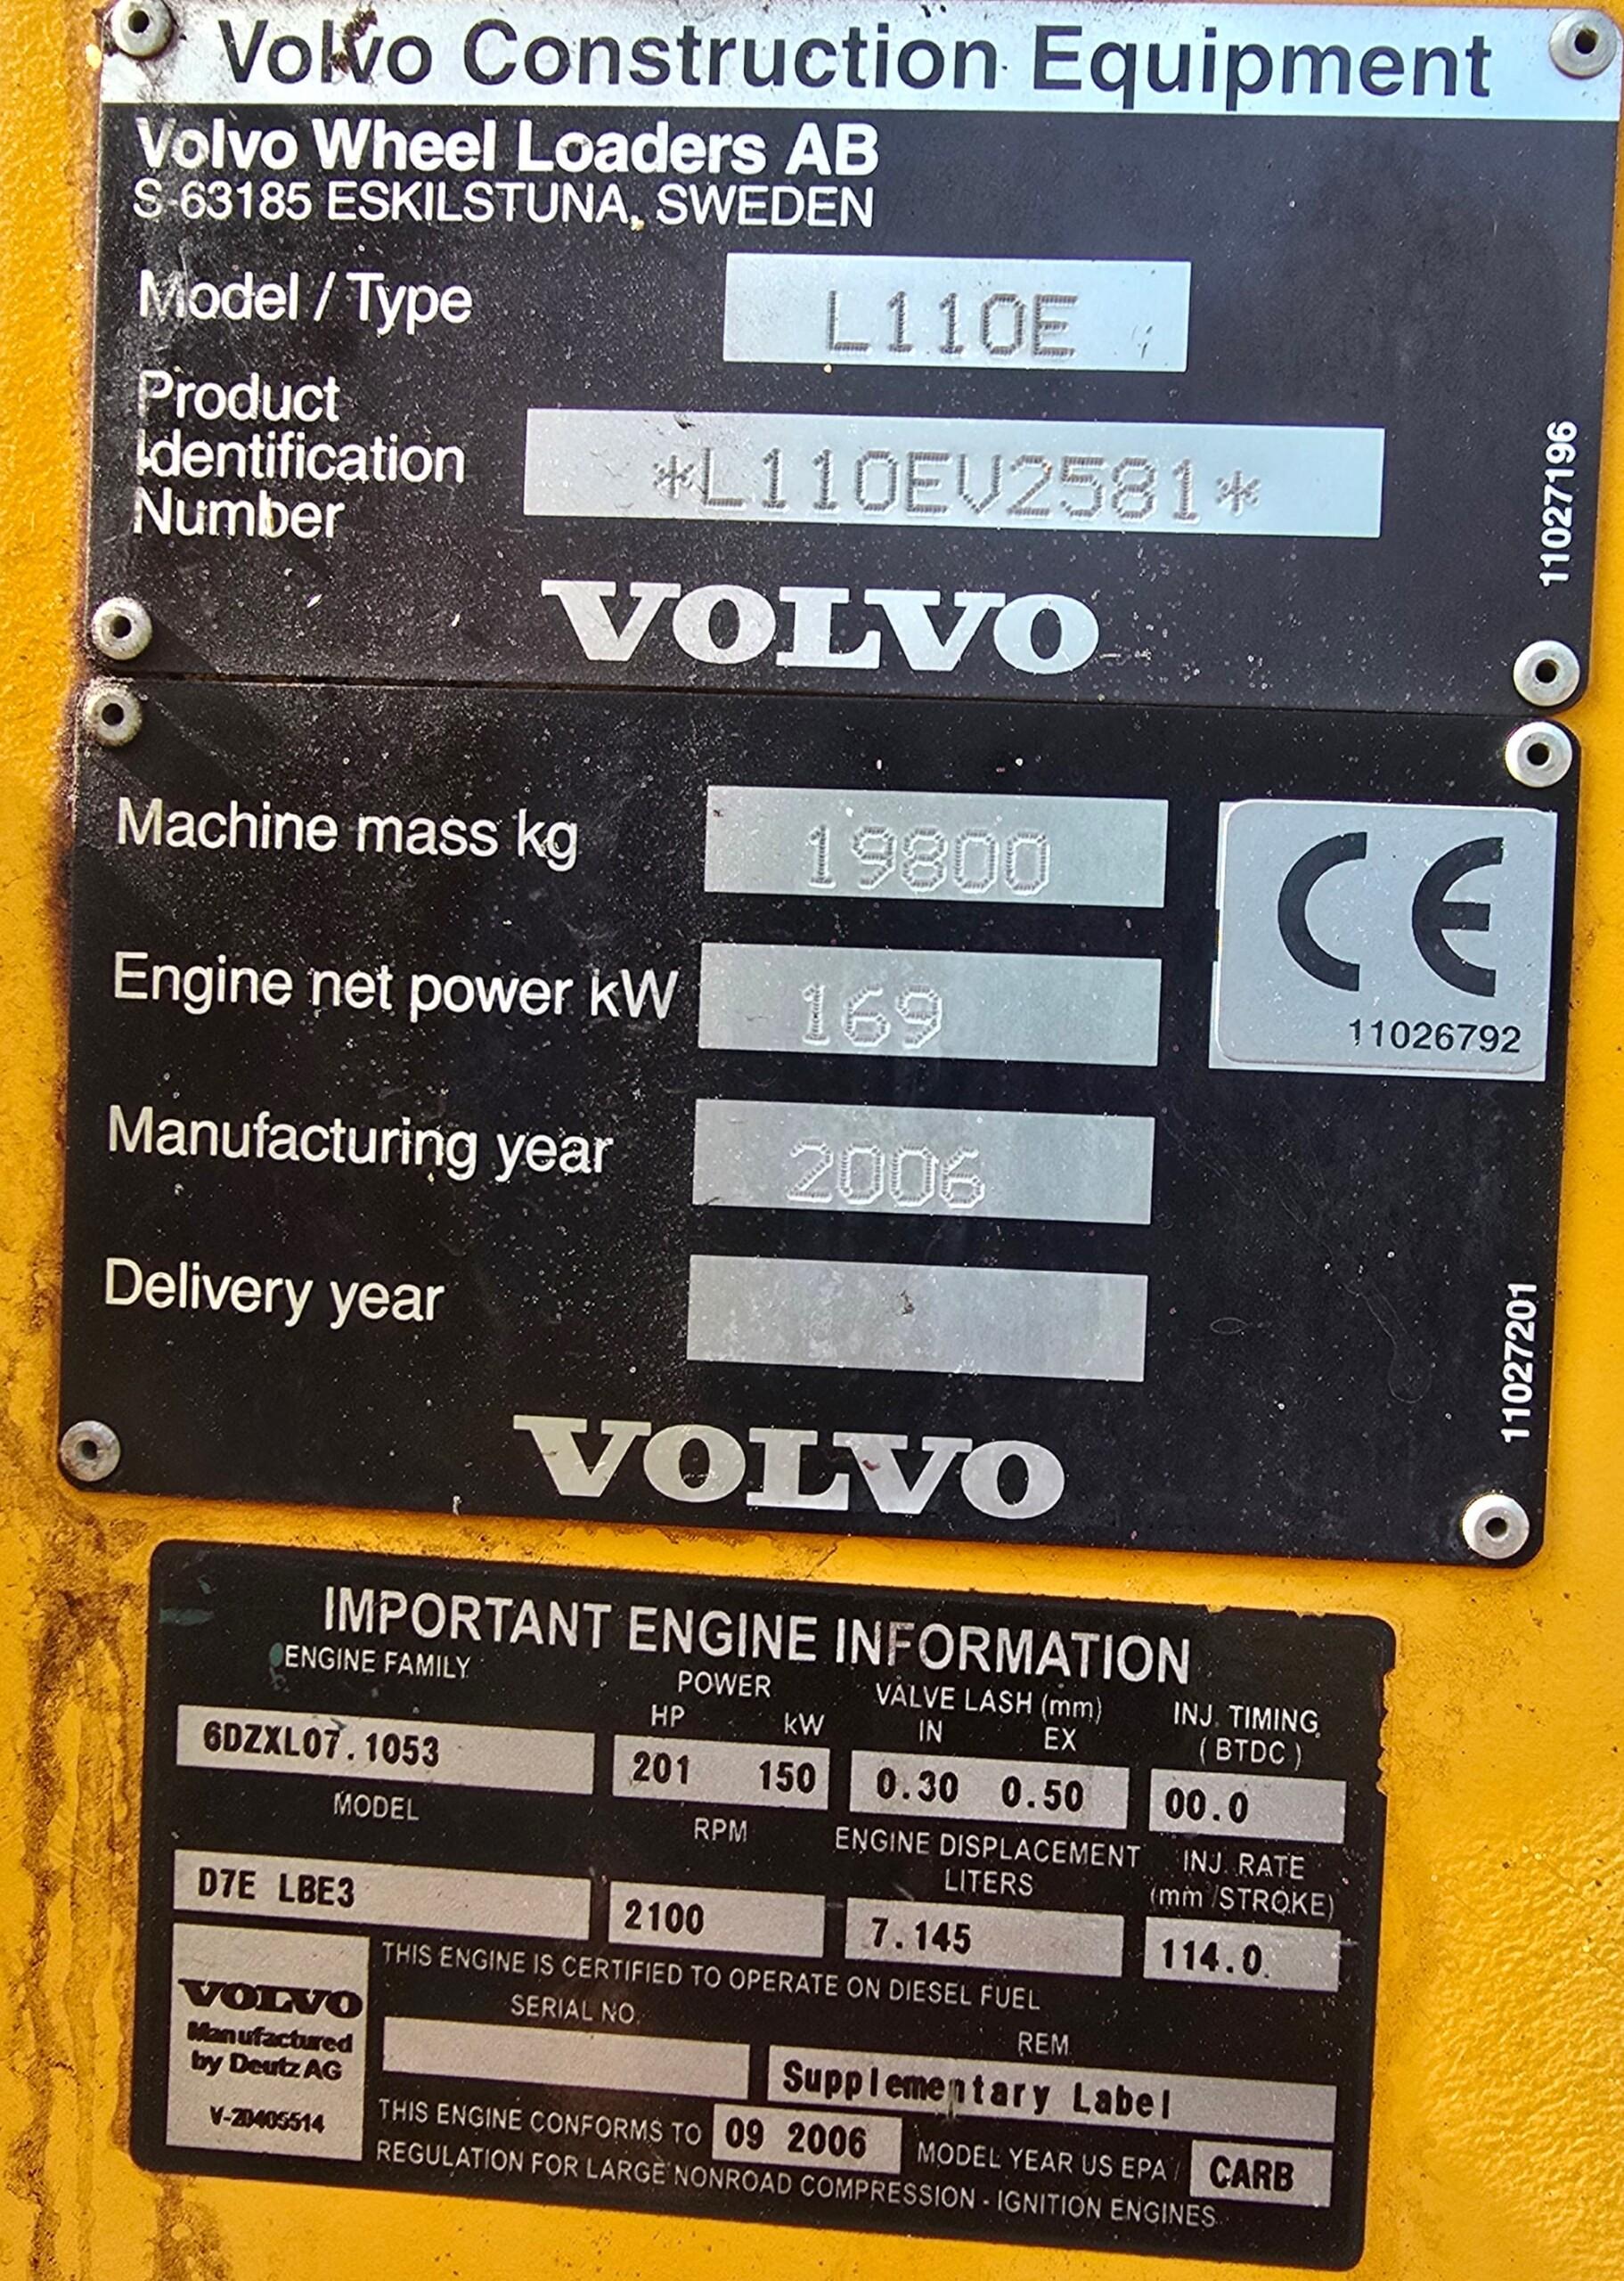 Volvo Construction Equipment
Volvo Wheel Loaders AB
S-63185 ESKILSTUNA, SWEDEN
Model / Type L110E
Product
Identification
Number
*L110EV2581*
11027196
VOLVO
Machine mass kg 19800
CE
11026792
Engine net power kW 169
Manufacturing year 2006
Delivery year
11027201
VOLVO
IMPORTANT ENGINE INFORMATION
ENGINE FAMILY POWER VALVE LASH (mm) INJ. TIMING
HP kW IN EX (BTDC)
6DZXL07.1053 201 150 0.30 0.50 00.0
MODEL RPM ENGINE DISPLACEMENT INJ. RATE
LITERS (mm /STROKE)
D7E LBE3 2100 7.145 114.0
THIS ENGINE IS CERTIFIED TO OPERATE ON DIESEL FUEL
SERIAL NO. REM
Supplementary Label
VOLVO
Manufactured
by Deutz AG
V-20405514
THIS ENGINE CONFORMS TO 09 2006 MODEL YEAR US EPA / CARB
REGULATION FOR LARGE NONROAD COMPRESSION - IGNITION ENGINES